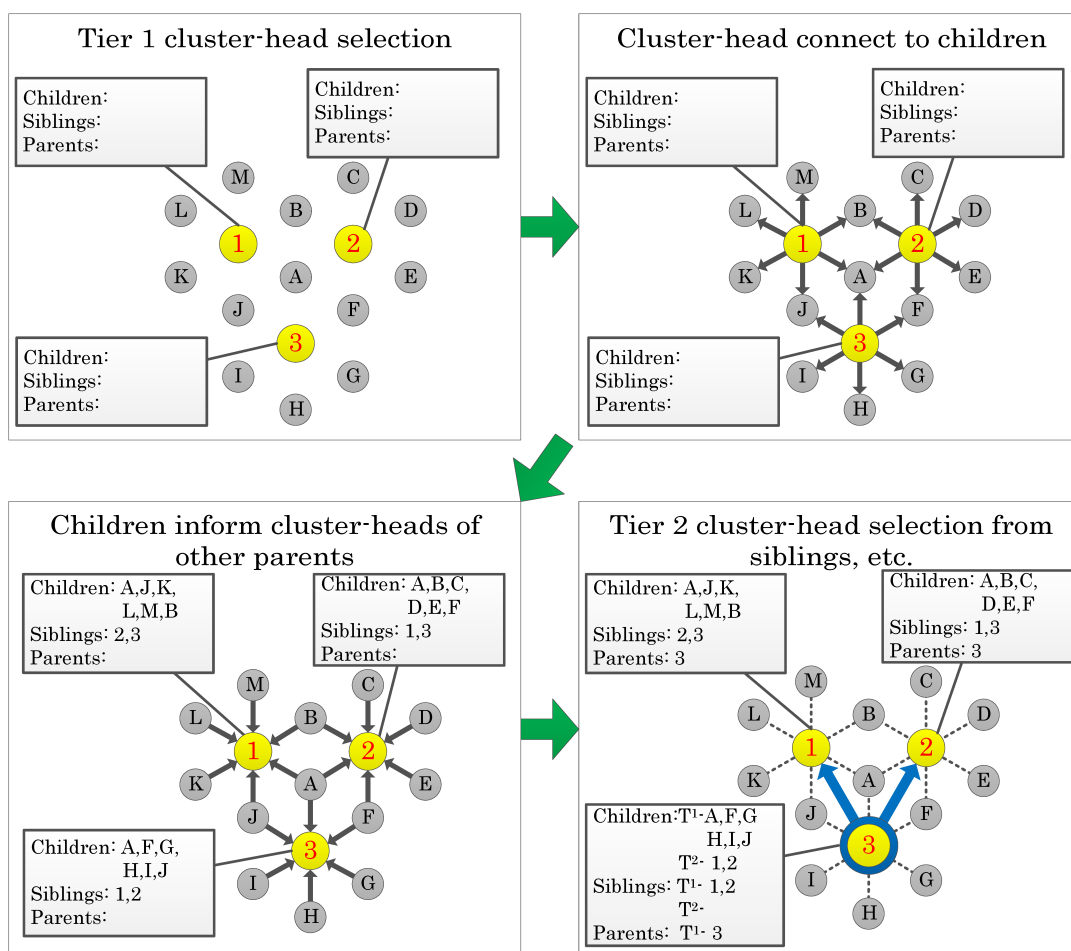 Tier 1 cluster-head selection
Children:
Siblings:
Parents:
Children:
Siblings:
Parents:
M
C
L
B
D
1
2
K
A
E
J
F
3
Children:
Siblings:
Parents:
I
G
H
Cluster-head connect to children
Children:
Siblings:
Parents:
Children:
Siblings:
Parents:
M
C
L
B
D
1
2
K
A
E
J
F
3
Children:
Siblings:
Parents:
I
G
H
Children inform cluster-heads of
other parents
Children: A,J,K,
L,M,B
Siblings: 2,3
Parents:
Children: A,B,C,
D,E,F
Siblings: 1,3
Parents:
M
C
L
B
D
1
2
K
A
E
J
F
3
Children: A,F,G,
H,I,J
Siblings: 1,2
Parents:
I
G
H
Tier 2 cluster-head selection from
siblings, etc.
Children: A,J,K,
L,M,B
Siblings: 2,3
Parents: 3
Children: A,B,C,
D,E,F
Siblings: 1,3
Parents: 3
M
C
L
B
D
1
2
K
A
E
J
F
3
Children:T¹-A,F,G
H,I,J
T²- 1,2
Siblings: T¹- 1,2
T²-
Parents: T¹- 3
I
G
H